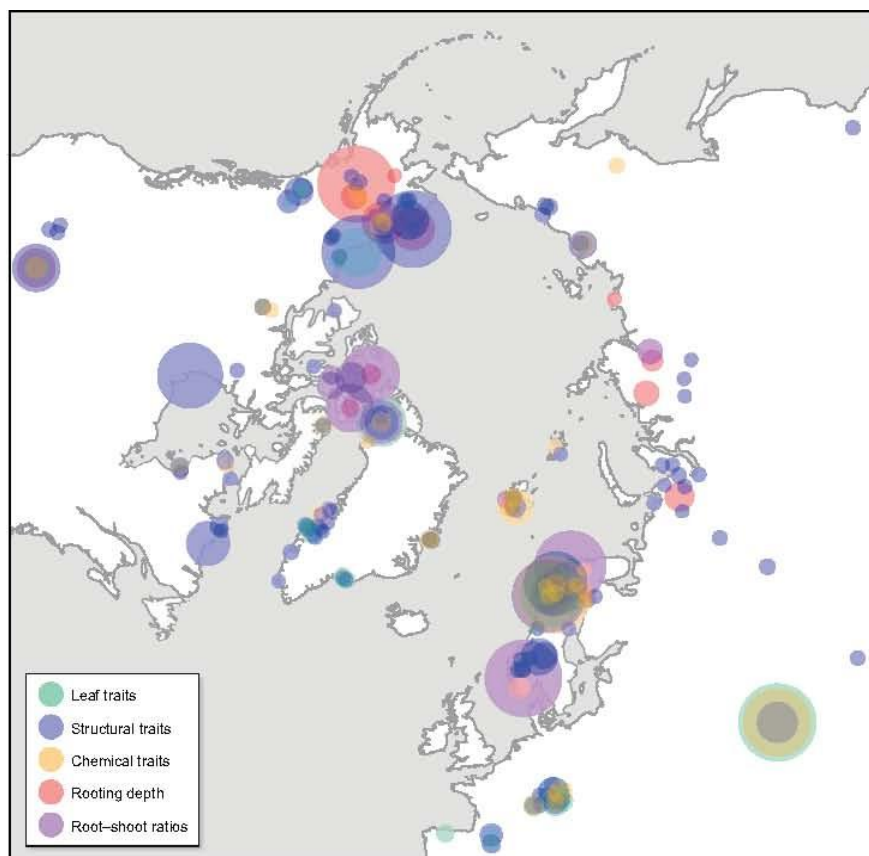 Leaf traits
Structural traits
Chemical traits
Rooting depth
Root–shoot ratios